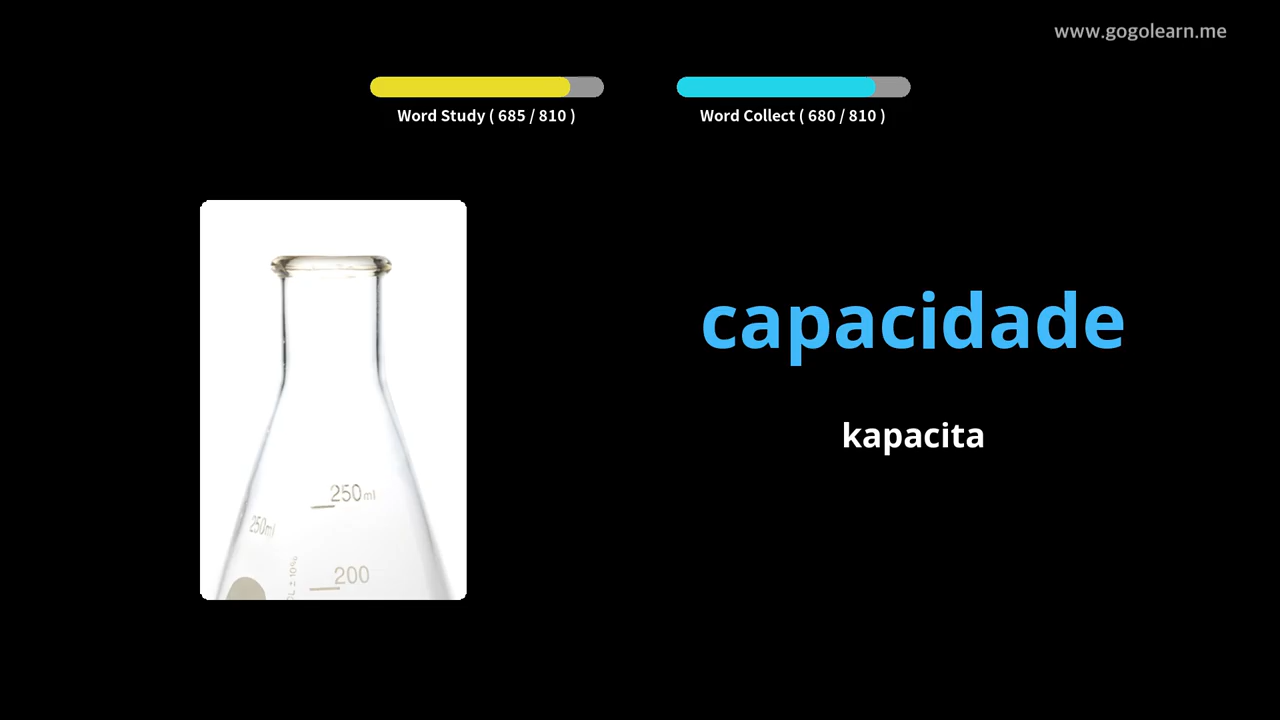 www.gogolearn.me
Word Study ( 685 / 810 )
Word Collect ( 680 / 810 )
capacidade
kapacita
250ml
250ml
200